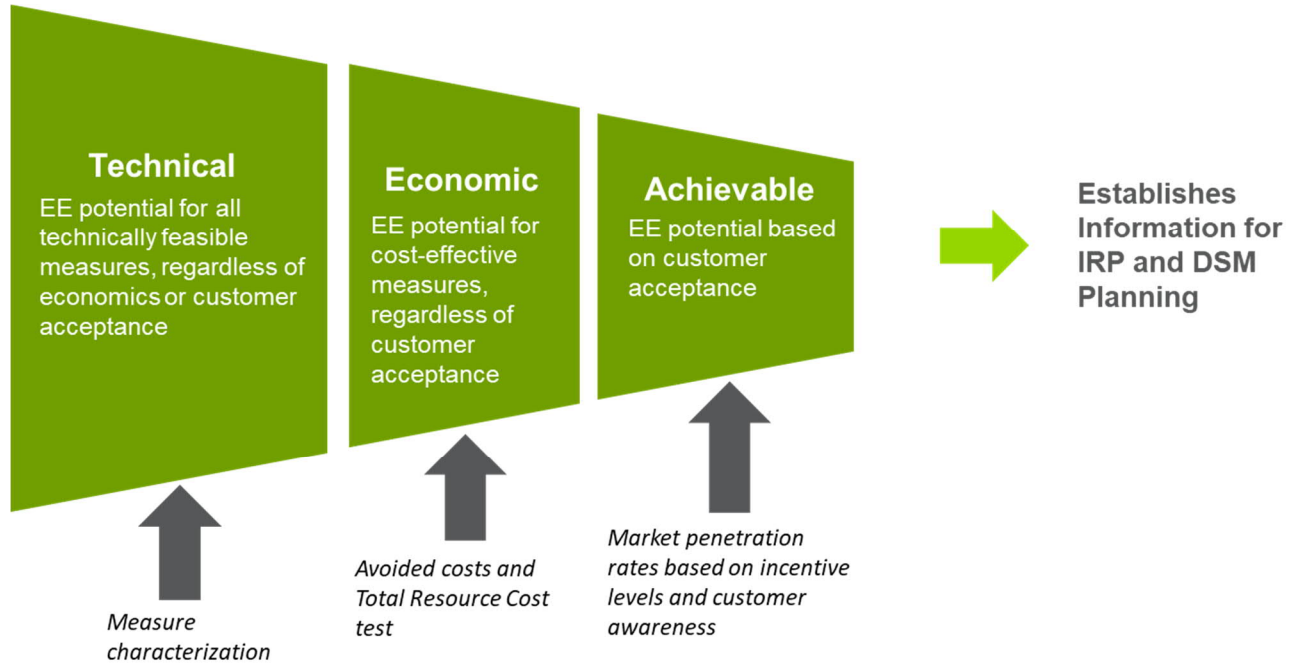 Technical
EE potential for all
technically feasible
measures, regardless of
economics or customer
acceptance
Economic
EE potential for
cost-effective
measures,
regardless of
customer
acceptance
Achievable
EE potential based
on customer
acceptance
Establishes
Information for
IRP and DSM
Planning
Measure
characterization
Avoided costs and
Total Resource Cost
test
Market penetration
rates based on incentive
levels and customer
awareness